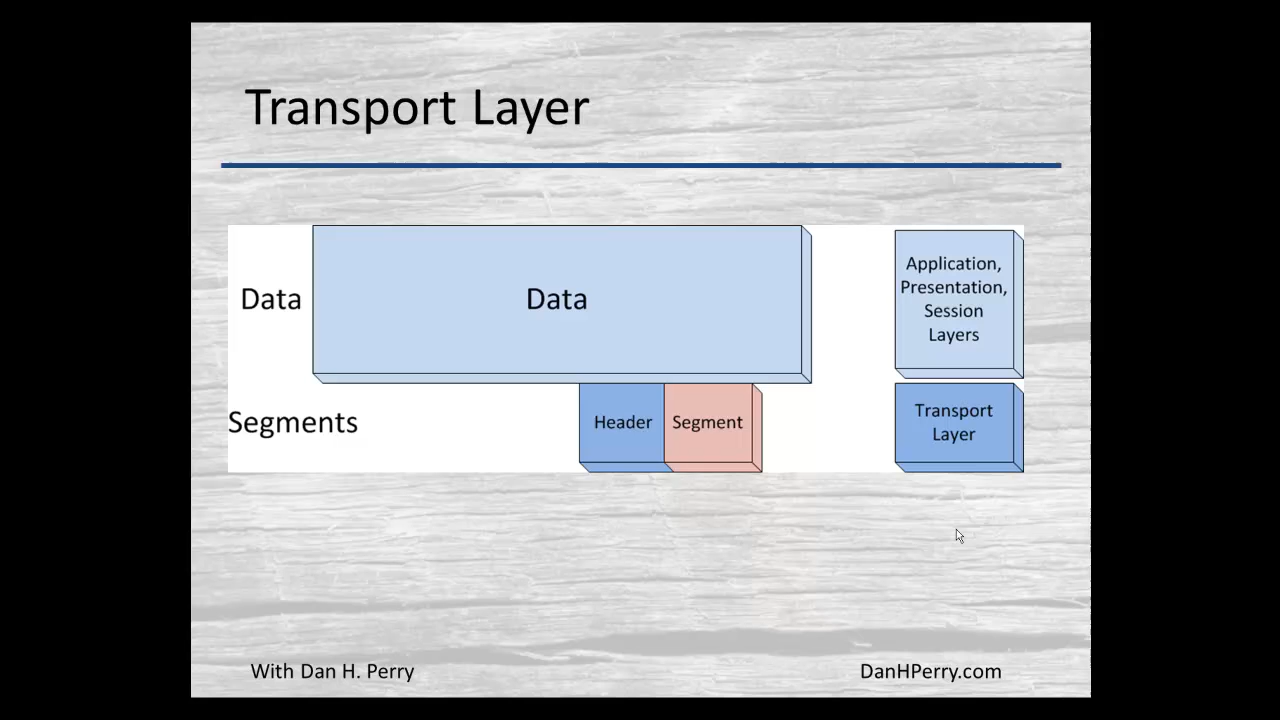 Transport Layer
Data
Data
Application,
Presentation,
Session
Layers
Segments
Header
Segment
Transport
Layer
With Dan H. Perry
DanHPerry.com